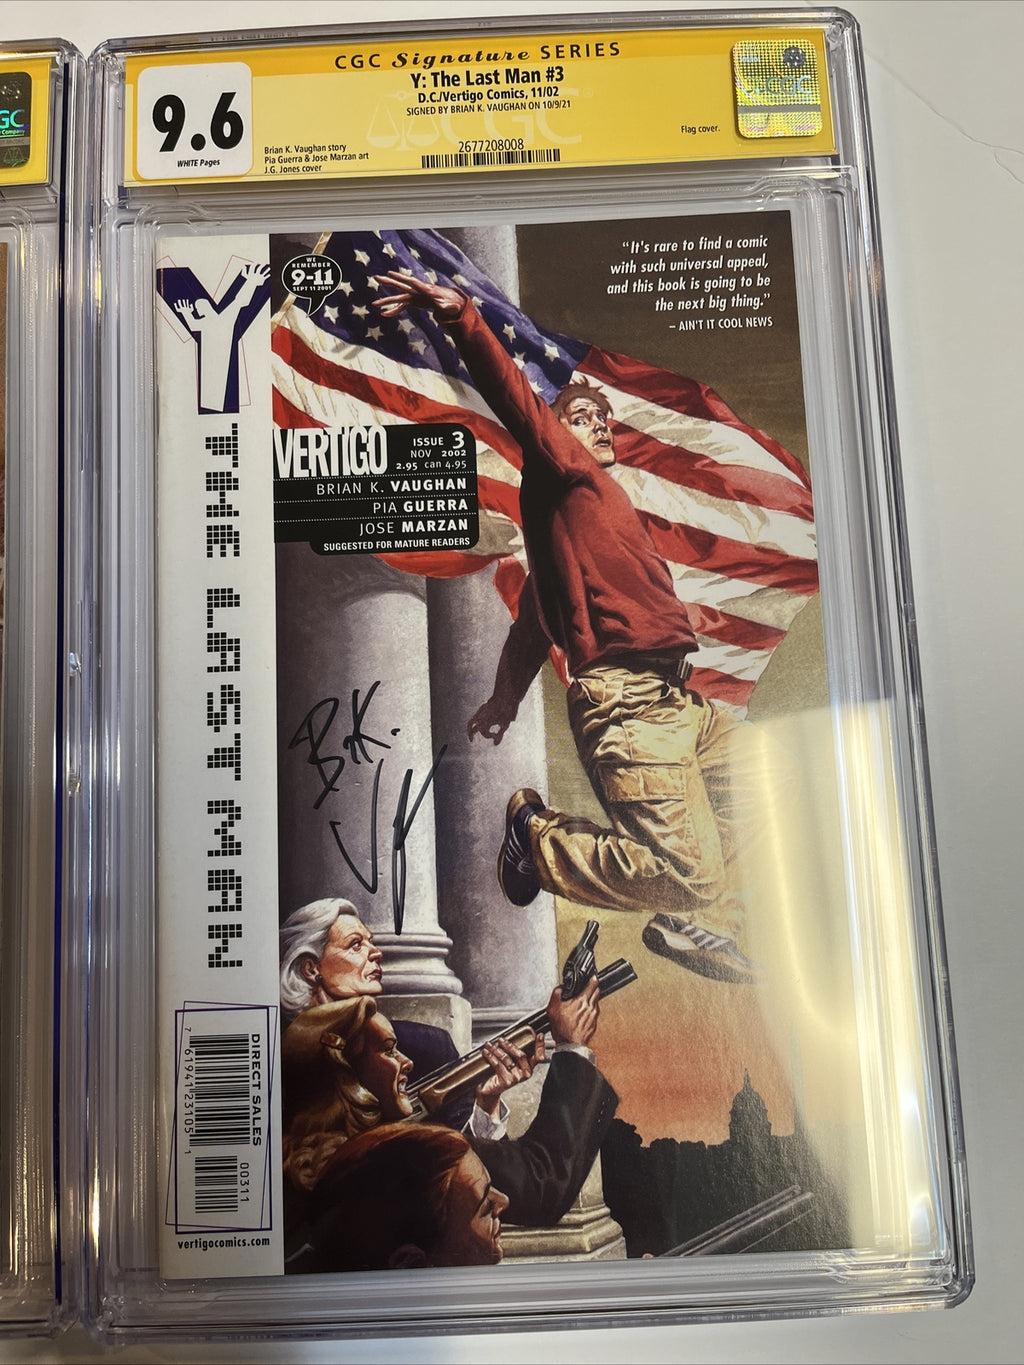 CGC Signature SERIES
Y: The Last Man #3
D.C./Vertigo Comics, 11/02
SIGNED BY BRIAN K. VAUGHAN ON 10/9/21
9.6
WHITE Pages
Brian K. Vaughan story
Pia Guerra & Jose Marzan art
J.G. Jones cover
2677208008
Flag cover.
CGC
CGC
GC
Company
WE
REMEMBER
9-11
SEPT 11 2001
"It's rare to find a comic
with such universal appeal,
and this book is going to be
the next big thing."
– AIN'T IT COOL NEWS
Y
THE LAST MAN
VERTIGO
ISSUE 3
NOV 2002
2.95 can 4.95
BRIAN K. VAUGHAN
PIA GUERRA
JOSE MARZAN
SUGGESTED FOR MATURE READERS
B.K.
V
DIRECT SALES
7 61941 23105 1
00311
vertigocomics.com